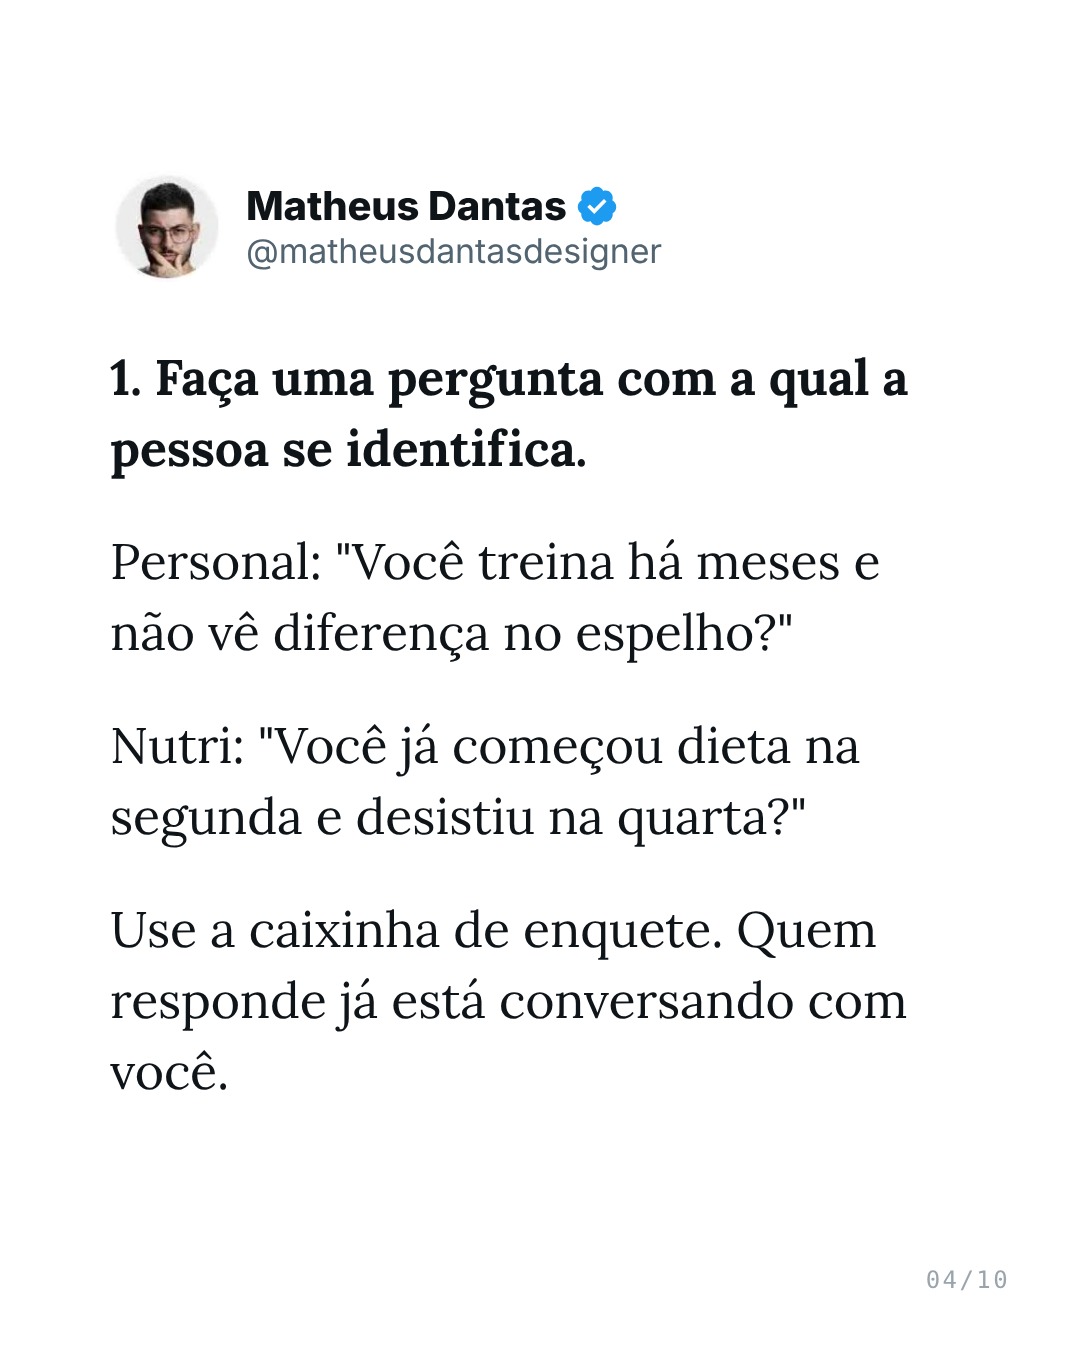 Matheus Dantas
@matheusdantasdesigner
1. Faça uma pergunta com a qual a
pessoa se identifica.
Personal: "Você treina há meses e
não vê diferença no espelho?"
Nutri: "Você já começou dieta na
segunda e desistiu na quarta?"
Use a caixinha de enquete. Quem
responde já está conversando com
você.
04/10